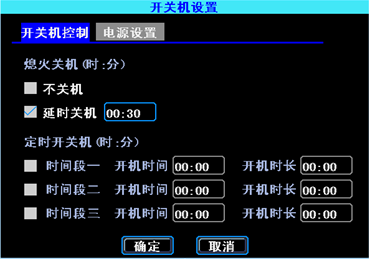 开关机设置
开关机控制 电源设置
熄火关机(时:分)
不关机
延时关机 00:30
定时开关机(时:分)
时间段一 开机时间 00:00 开机时长 00:00
时间段二 开机时间 00:00 开机时长 00:00
时间段三 开机时间 00:00 开机时长 00:00
确定 取消